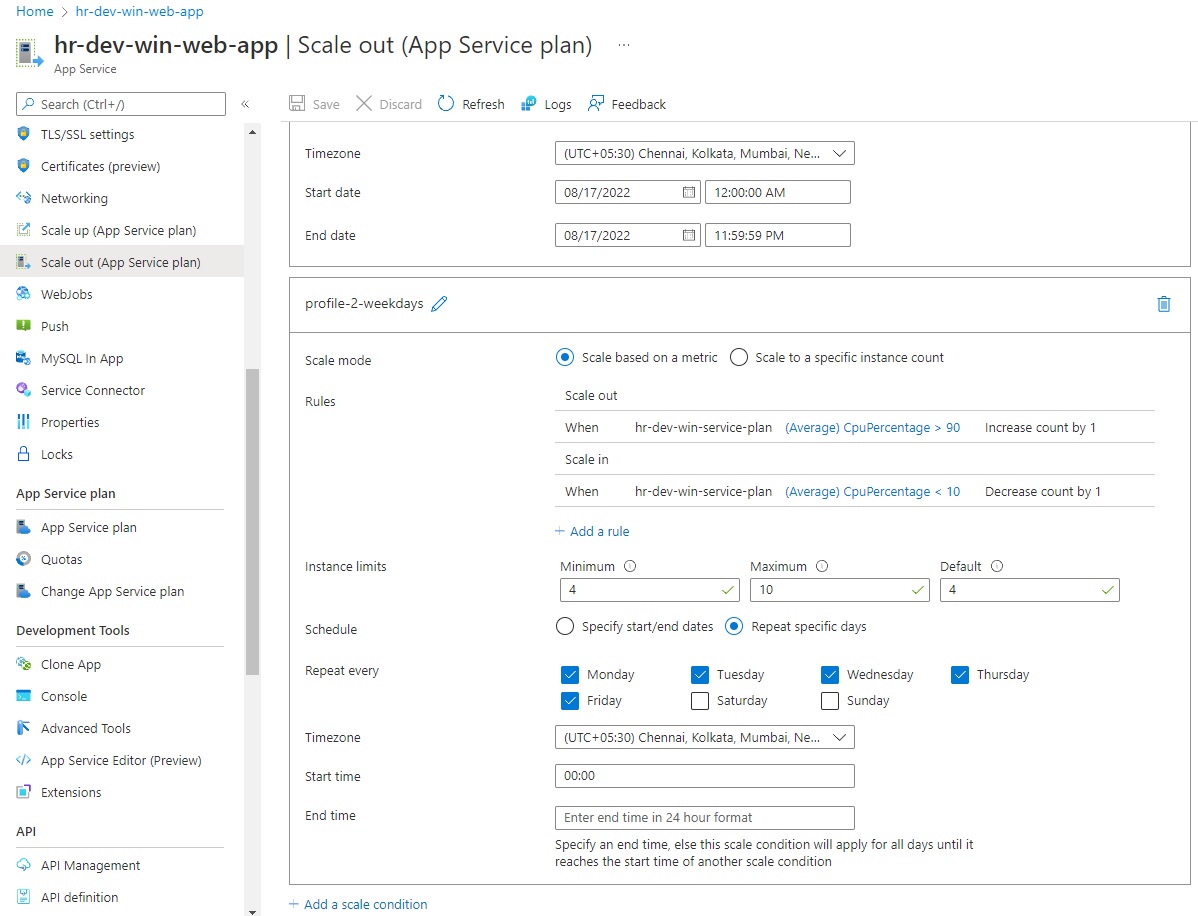 Home > hr-dev-win-web-app
hr-dev-win-web-app | Scale out (App Service plan) ...
App Service
Search (Ctrl+/)
«
TLS/SSL settings
Certificates (preview)
Networking
Scale up (App Service plan)
Scale out (App Service plan)
WebJobs
Push
MySQL In App
Service Connector
Properties
Locks
App Service plan
App Service plan
Quotas
Change App Service plan
Development Tools
Clone App
Console
Advanced Tools
App Service Editor (Preview)
Extensions
API
API Management
API definition
Save Discard Refresh Logs Feedback
Timezone (UTC+05:30) Chennai, Kolkata, Mumbai, Ne...
Start date 08/17/2022 12:00:00 AM
End date 08/17/2022 11:59:59 PM
profile-2-weekdays
Scale mode Scale based on a metric Scale to a specific instance count
Rules
Scale out
When hr-dev-win-service-plan (Average) CpuPercentage > 90 Increase count by 1
Scale in
When hr-dev-win-service-plan (Average) CpuPercentage < 10 Decrease count by 1
+ Add a rule
Instance limits Minimum Maximum Default
4 10 4
Schedule Specify start/end dates Repeat specific days
Repeat every
Monday Tuesday Wednesday Thursday
Friday Saturday Sunday
Timezone (UTC+05:30) Chennai, Kolkata, Mumbai, Ne...
Start time 00:00
End time Enter end time in 24 hour format
Specify an end time, else this scale condition will apply for all days until it
reaches the start time of another scale condition
+ Add a scale condition